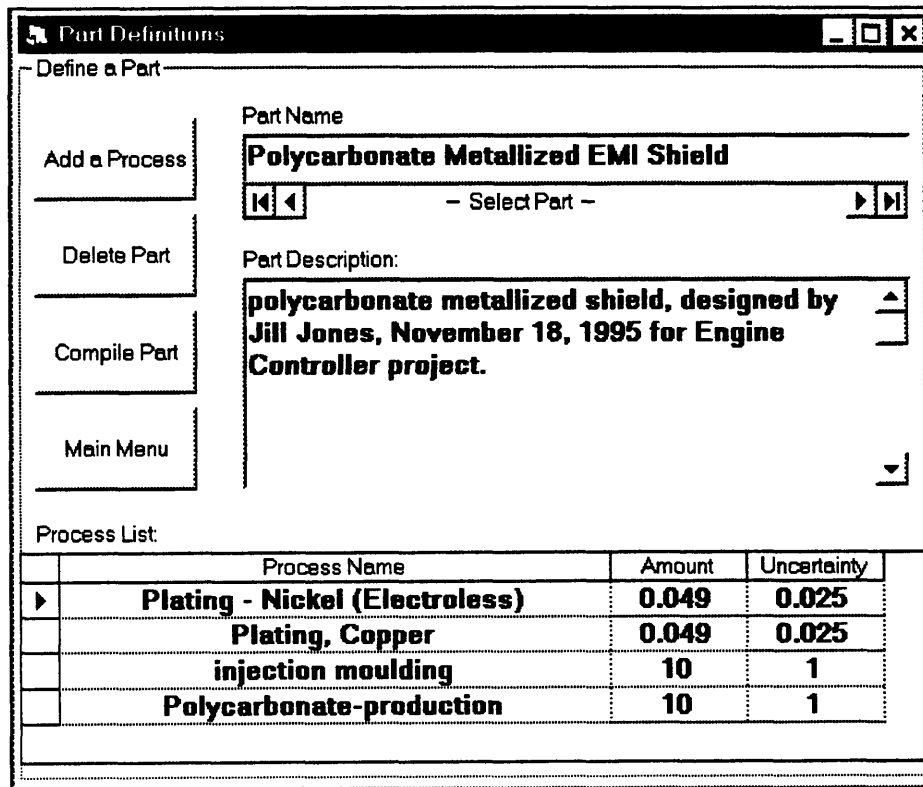 Part Definitions
Define a Part
Add a Process
Delete Part
Compile Part
Main Menu
Part Name
Polycarbonate Metallized EMI Shield
– Select Part –
Part Description:
polycarbonate metallized shield, designed by
Jill Jones, November 18, 1995 for Engine
Controller project.
Process List:
Process Name Amount Uncertainty
Plating - Nickel (Electroless) 0.049 0.025
Plating, Copper 0.049 0.025
injection moulding 10 1
Polycarbonate-production 10 1